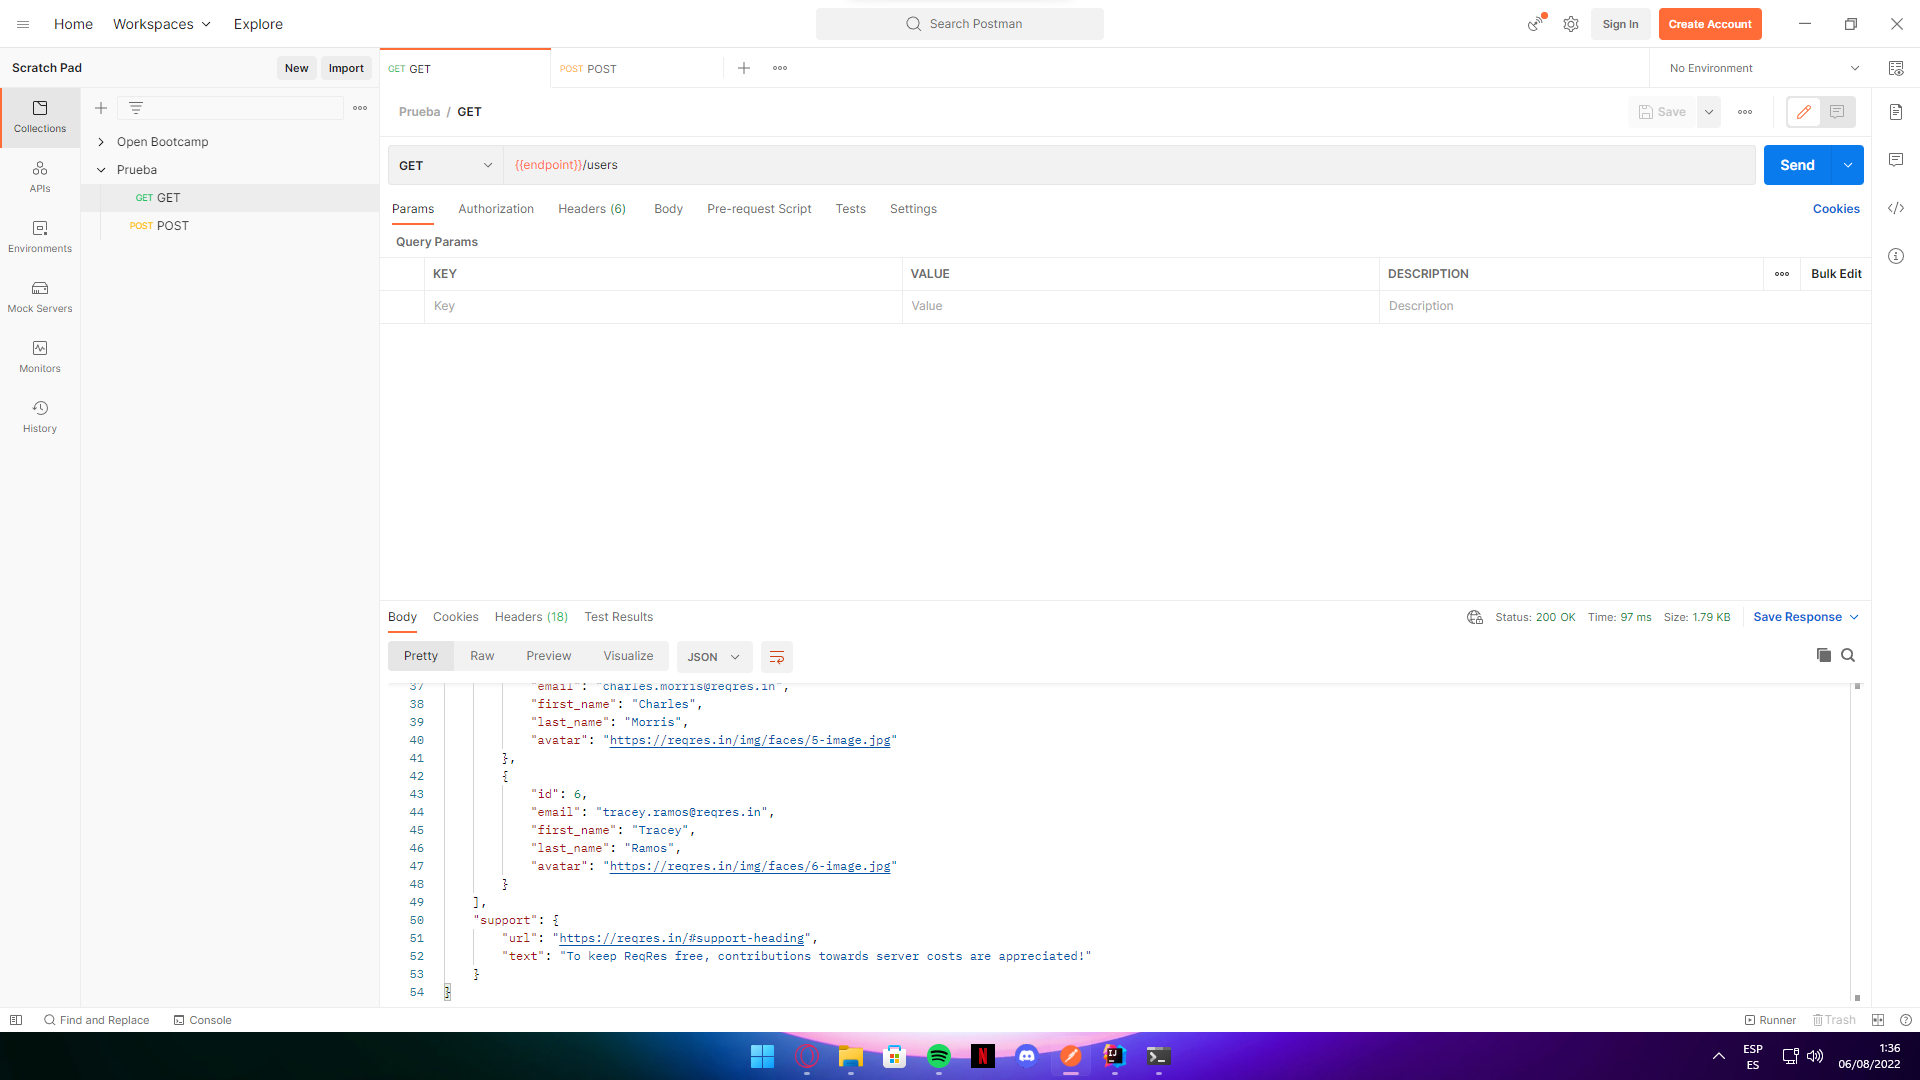 Home
Workspaces
Explore
Search Postman
Sign In
Create Account
Scratch Pad
New
Import
GET GET
POST POST
No Environment
Collections
APIs
Environments
Mock Servers
Monitors
History
Open Bootcamp
Prueba
GET GET
POST POST
Prueba / GET
Save
GET
{{endpoint}}/users
Send
Params
Authorization
Headers (6)
Body
Pre-request Script
Tests
Settings
Cookies
Query Params
KEY
VALUE
DESCRIPTION
Bulk Edit
Key
Value
Description
Body
Cookies
Headers (18)
Test Results
Status: 200 OK
Time: 97 ms
Size: 1.79 KB
Save Response
Pretty
Raw
Preview
Visualize
JSON
37 "email": "charles.morris@reqres.in",
38 "first_name": "Charles",
39 "last_name": "Morris",
40 "avatar": "https://reqres.in/img/faces/5-image.jpg"
41 },
42 {
43 "id": 6,
44 "email": "tracey.ramos@reqres.in",
45 "first_name": "Tracey",
46 "last_name": "Ramos",
47 "avatar": "https://reqres.in/img/faces/6-image.jpg"
48 }
49 ],
50 "support": {
51 "url": "https://reqres.in/#support-heading",
52 "text": "To keep ReqRes free, contributions towards server costs are appreciated!"
53 }
54 }
Find and Replace
Console
Runner
Trash
N
IJ
ESP
ES
1:36
06/08/2022